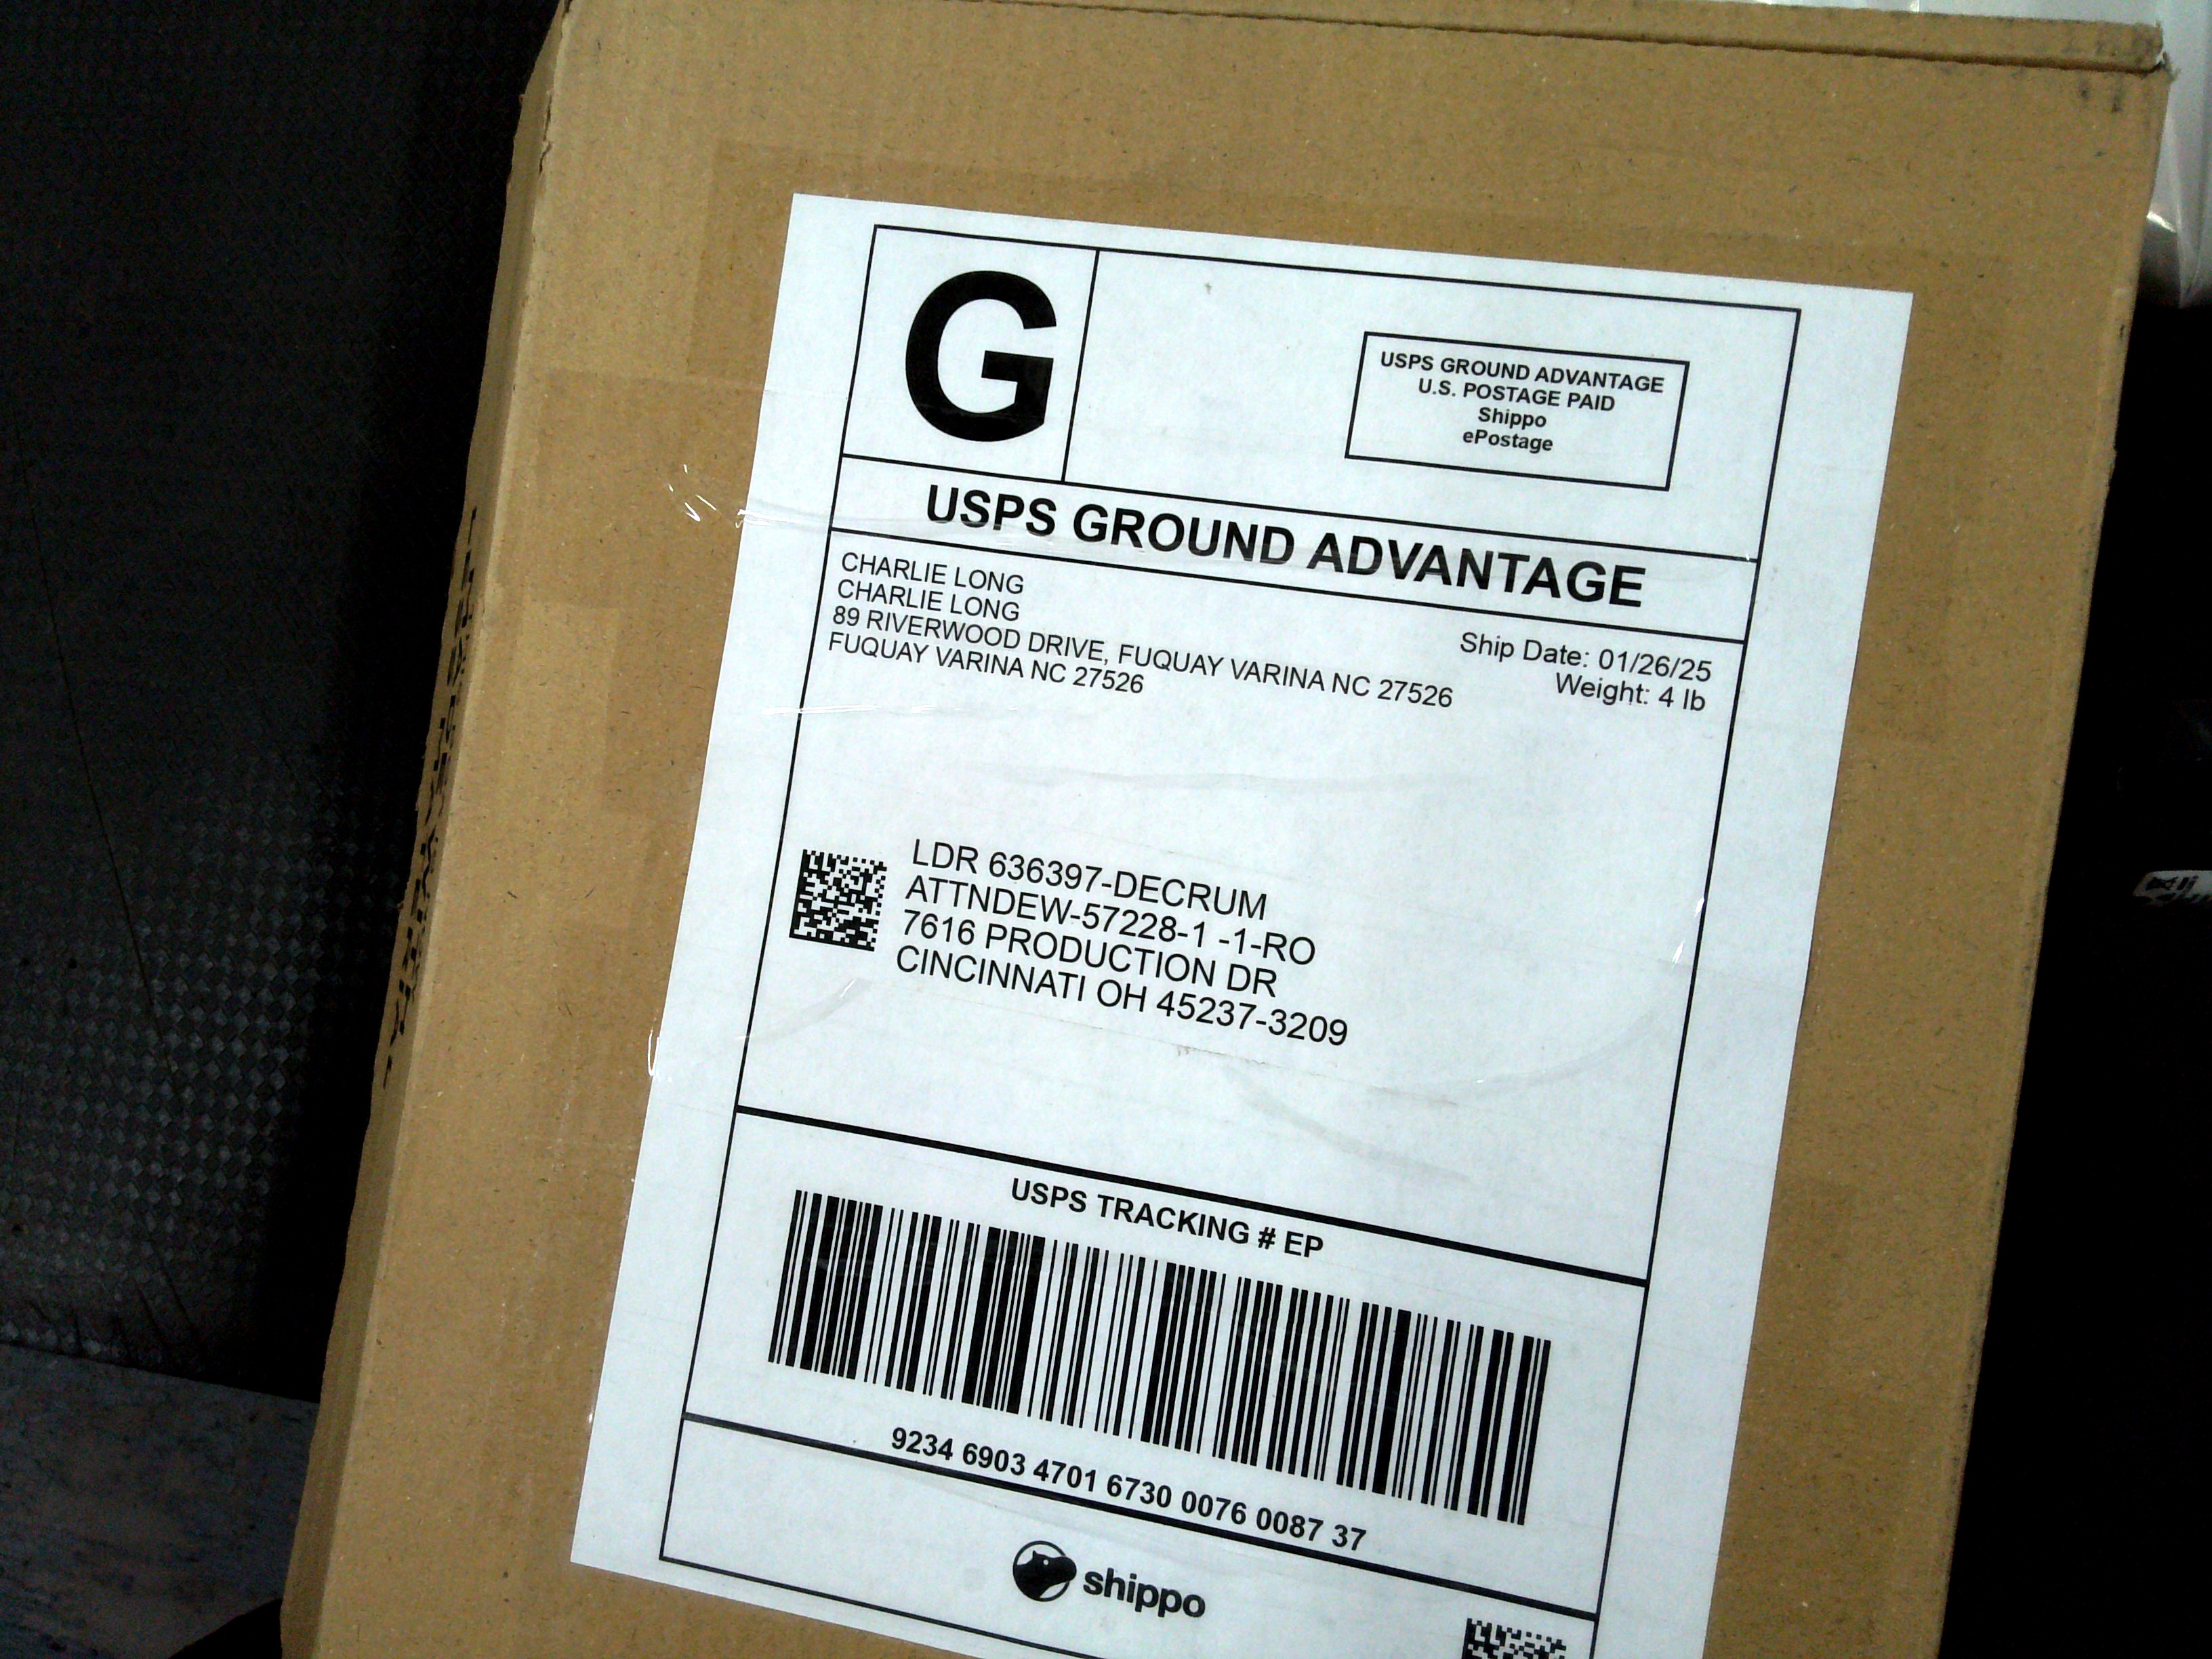 G
USPS GROUND ADVANTAGE
U.S. POSTAGE PAID
Shippo
ePostage
USPS GROUND ADVANTAGE
CHARLIE LONG
CHARLIE LONG
89 RIVERWOOD DRIVE, FUQUAY VARINA NC 27526
FUQUAY VARINA NC 27526
Ship Date: 01/26/25
Weight: 4 lb
LDR 636397-DECRUM
ATTNDEW-57228-1 -1-RO
7616 PRODUCTION DR
CINCINNATI OH 45237-3209
USPS TRACKING # EP
9234 6903 4701 6730 0076 0087 37
shippo